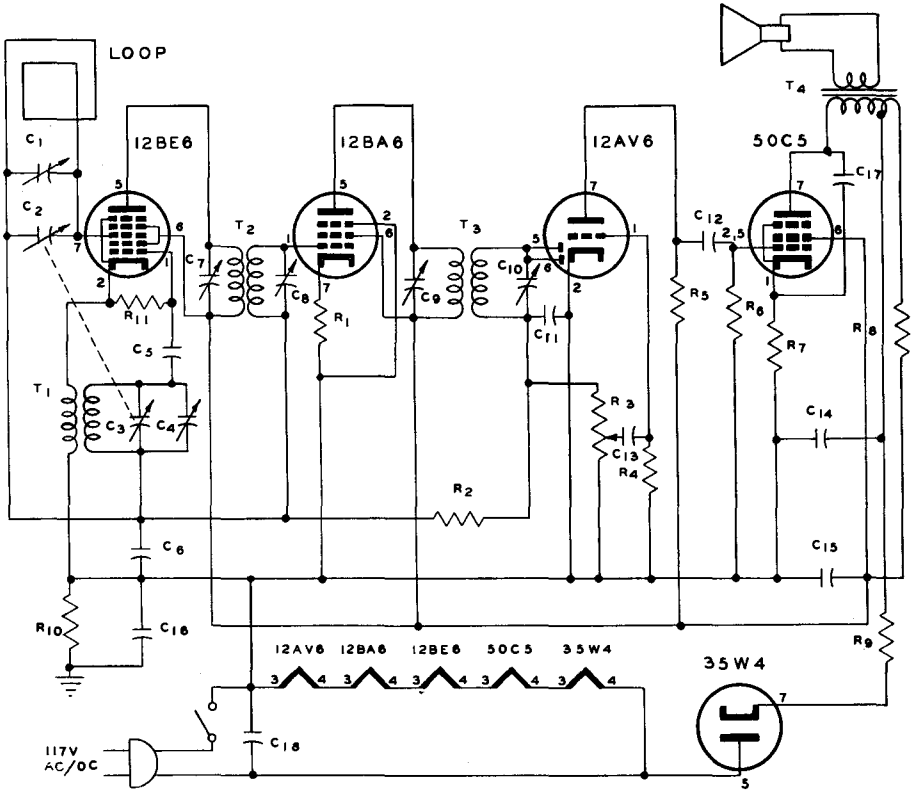 LOOP
T4
C1
12BE6
12BA6
12AV6
50C5
5
5
7
7
C17
C2
7
6
1
2
T2
C7
1
C8
2
6
7
T3
C9
C10
5
6
1
2
C12
2,5
6
1
R11
C5
R1
C11
R5
R6
R7
R8
T1
C3
C4
R3
C13
R4
C14
R2
C6
C15
R10
C16
12AV6 12BA6 12BE6 50C5 35W4
3 4 3 4 3 4 3 4 3 4
R9
35W4
7
5
C18
117V
AC/DC